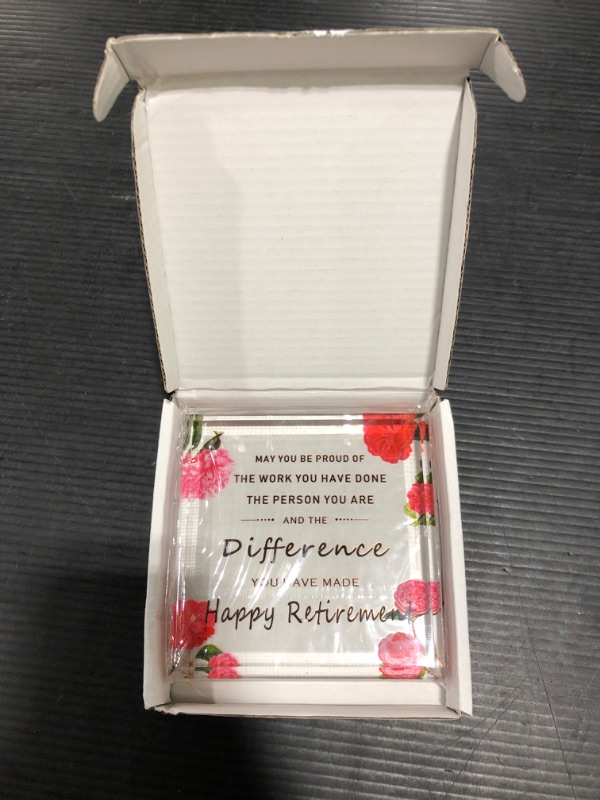 MAY YOU BE PROUD OF
THE WORK YOU HAVE DONE
THE PERSON YOU ARE
AND THE
Difference
YOU HAVE MADE
Happy Retirement